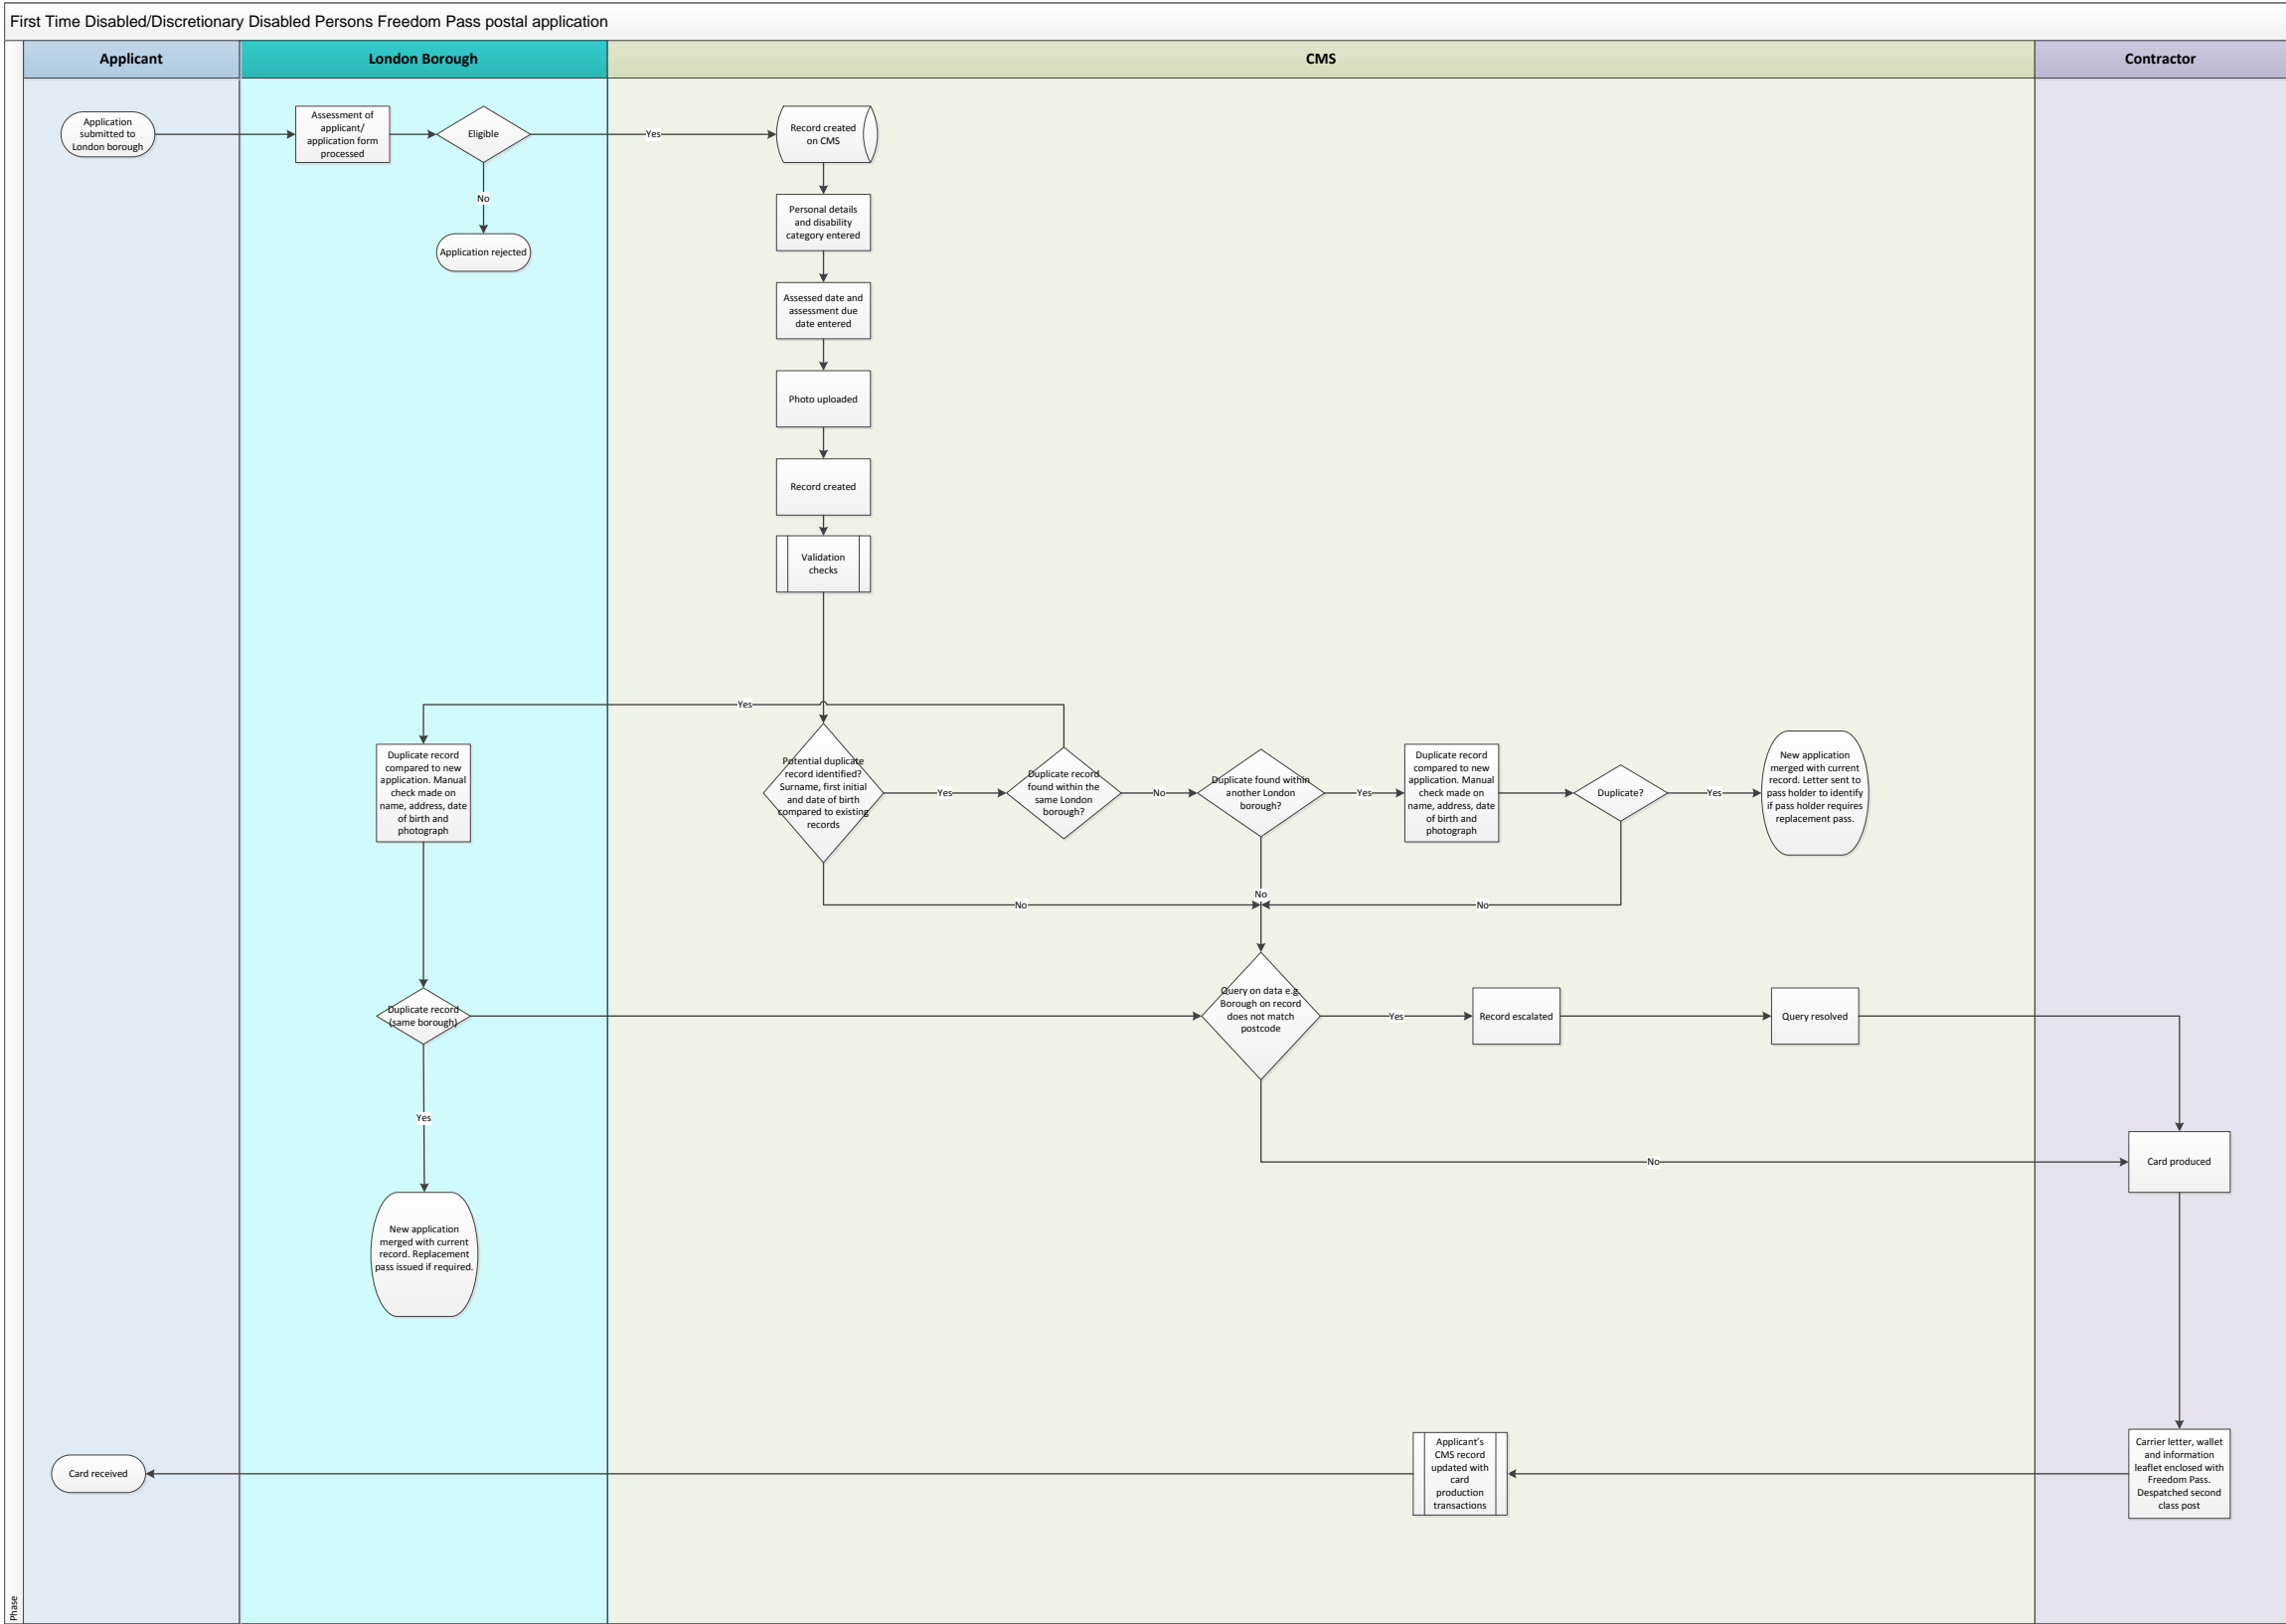 First Time Disabled/Discretionary Disabled Persons Freedom Pass postal application
Applicant
London Borough
CMS
Contractor
Application
submitted to
London borough
Assessment of
applicant/
application form
processed
Eligible
Yes
Record created
on CMS
No
Application rejected
Personal details
and disability
category entered
Assessed date and
assessment due
date entered
Photo uploaded
Record created
Validation
checks
Yes
Duplicate record
compared to new
application. Manual
check made on
name, address, date
of birth and
photograph
Potential duplicate
record identified?
Surname, first initial
and date of birth
compared to existing
records
Yes
Duplicate record
found within the
same London
borough?
No
Duplicate found within
another London
borough?
Yes
Duplicate record
compared to new
application. Manual
check made on
name, address, date
of birth and
photograph
Duplicate?
Yes
New application
merged with current
record. Letter sent to
pass holder to identify
if pass holder requires
replacement pass.
No
No
No
Duplicate record
(same borough)
Query on data e.g.
Borough on record
does not match
postcode
Yes
Record escalated
Query resolved
Yes
No
Card produced
New application
merged with current
record. Replacement
pass issued if required.
Card received
Applicant’s
CMS record
updated with
card
production
transactions
Carrier letter, wallet
and information
leaflet enclosed with
Freedom Pass.
Despatched second
class post
Phase